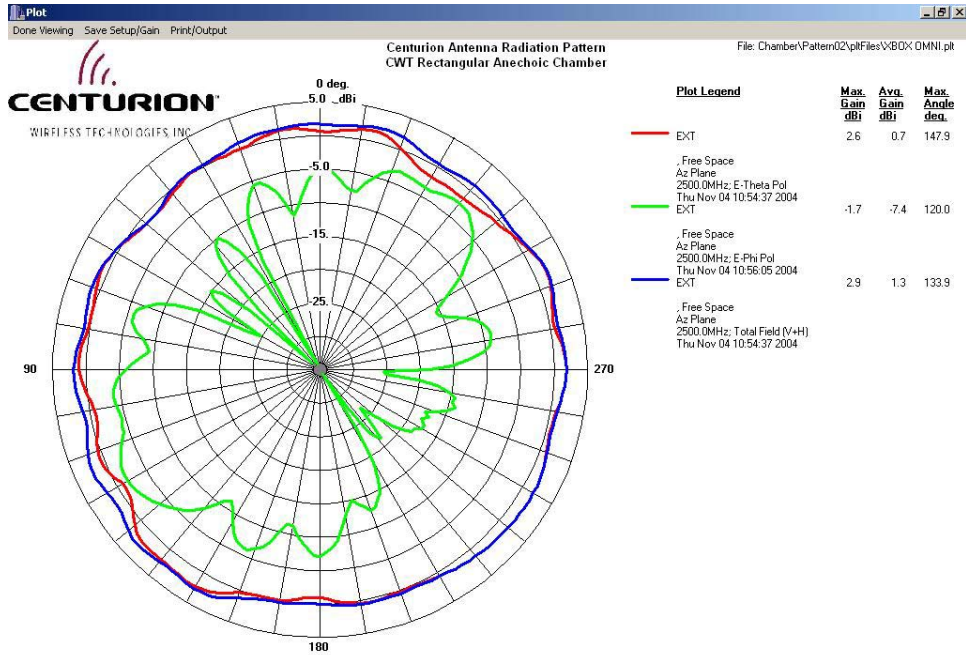 Plot
Done Viewing Save Setup/Gain Print/Output
Centurion Antenna Radiation Pattern
CWT Rectangular Anechoic Chamber
File: Chamber\Pattern02\pltFiles\XBOX OMNI.plt
CENTURION
WIRELESS TECHNOLOGIES, INC.
0 deg.
5.0 dBi
-5.0
-15.
-25.
90
270
180
Plot Legend Max. Gain dBi Avg. Gain dBi Max. Angle deg.
EXT 2.6 0.7 147.9
, Free Space
Az Plane
2500.0MHz; E-Theta Pol
Thu Nov 04 10:54:37 2004
EXT -1.7 -7.4 120.0
, Free Space
Az Plane
2500.0MHz; E-Phi Pol
Thu Nov 04 10:56:05 2004
EXT 2.9 1.3 133.9
, Free Space
Az Plane
2500.0MHz; Total Field (V+H)
Thu Nov 04 10:54:37 2004